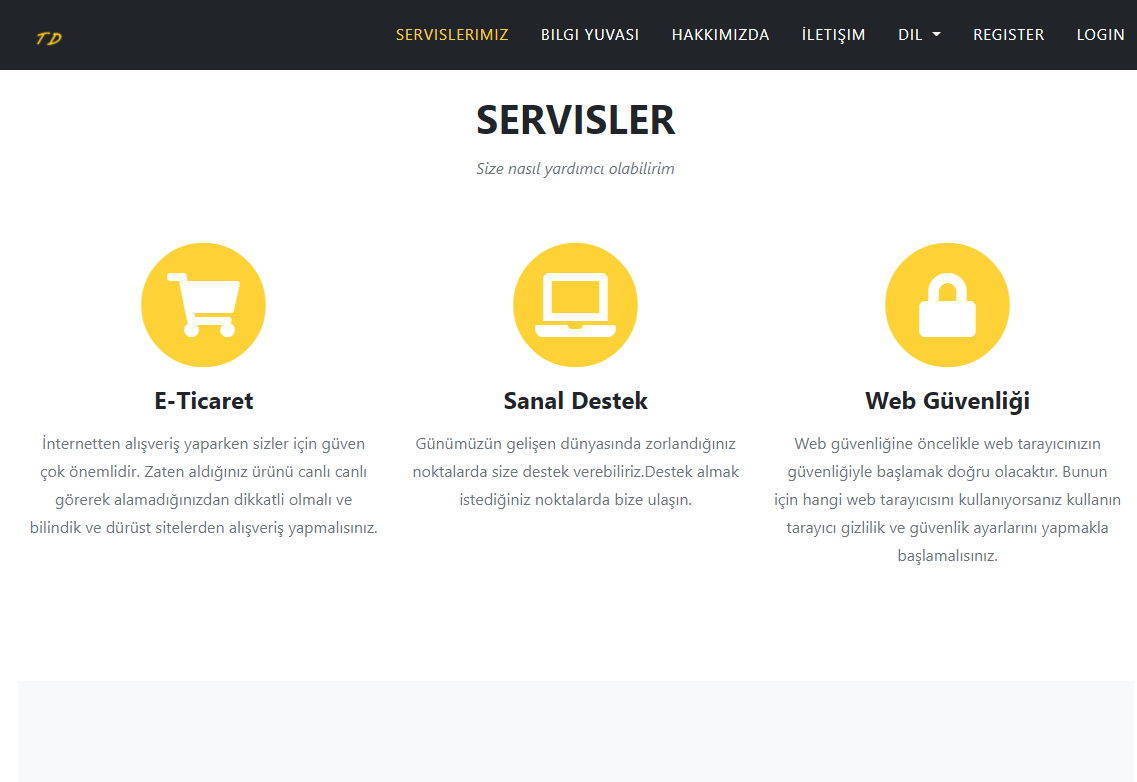 TD
SERVISLERIMIZ BILGI YUVASI HAKKIMIZDA İLETIŞIM DIL REGISTER LOGIN
SERVISLER
Size nasıl yardımcı olabilirim
E-Ticaret
İnternetten alışveriş yaparken sizler için güven
çok önemlidir. Zaten aldığınız ürünü canlı canlı
görerek alamadığınızdan dikkatli olmalı ve
bilindik ve dürüst sitelerden alışveriş yapmalısınız.
Sanal Destek
Günümüzün gelişen dünyasında zorlandığınız
noktalarda size destek verebiliriz.Destek almak
istediğiniz noktalarda bize ulaşın.
Web Güvenliği
Web güvenliğine öncelikle web tarayıcınızın
güvenliğiyle başlamak doğru olacaktır. Bunun
için hangi web tarayıcısını kullanıyorsanız kullanın
tarayıcı gizlilik ve güvenlik ayarlarını yapmakla
başlamalısınız.